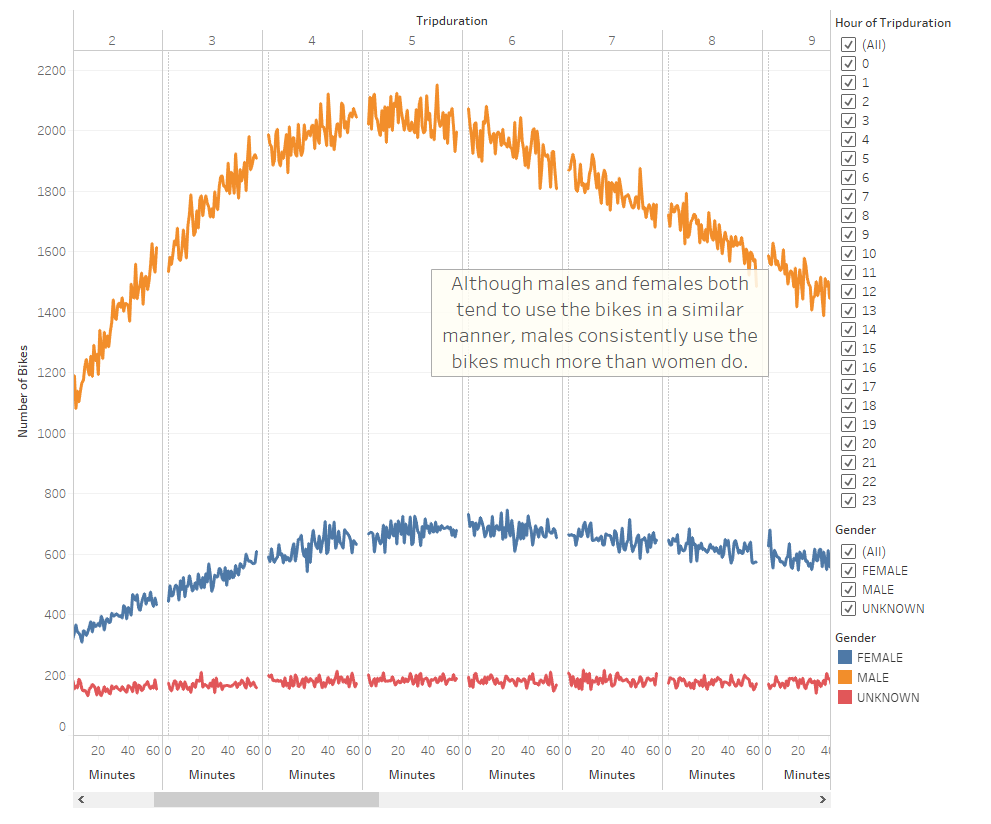 Tripduration
2 3 4 5 6 7 8 9
2200
2000
1800
1600
1400
1200
1000
800
600
400
200
0
Number of Bikes
Although males and females both
tend to use the bikes in a similar
manner, males consistently use the
bikes much more than women do.
20 40 60 0 20 40 60 0 20 40 60 0 20 40 60 0 20 40 60 0 20 40 60 0 20 40 60 0 20
Minutes Minutes Minutes Minutes Minutes Minutes Minutes Minutes
Hour of Tripduration
(All)
0
1
2
3
4
5
6
7
8
9
10
11
12
13
14
15
16
17
18
19
20
21
22
23
Gender
(All)
FEMALE
MALE
UNKNOWN
Gender
FEMALE
MALE
UNKNOWN